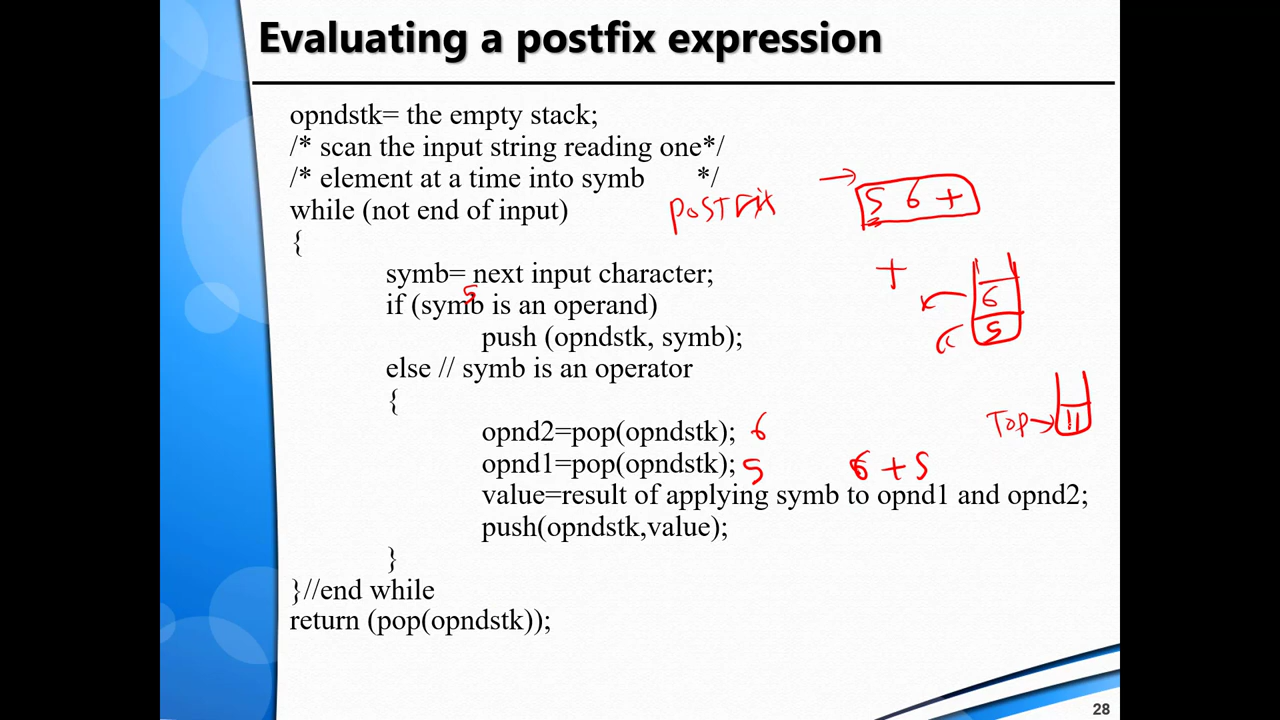 Evaluating a postfix expression
opndstk= the empty stack;
/* scan the input string reading one*/
/* element at a time into symb */
while (not end of input)
POSTFIX
5 6 +
{
symb= next input character;
+
6
5
5
if (symb is an operand)
push (opndstk, symb);
else // symb is an operator
{
Top→ 11
opnd2=pop(opndstk); 6
opnd1=pop(opndstk); 5 6 + 5
value=result of applying symb to opnd1 and opnd2;
push(opndstk,value);
}
}//end while
return (pop(opndstk));
28